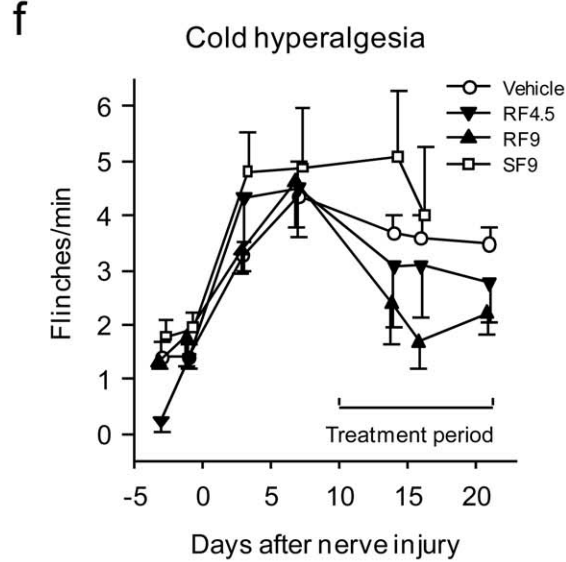 f
Cold hyperalgesia
Vehicle
RF4.5
RF9
SF9
Flinches/min
6
5
4
3
2
1
0
Treatment period
-5 0 5 10 15 20
Days after nerve injury